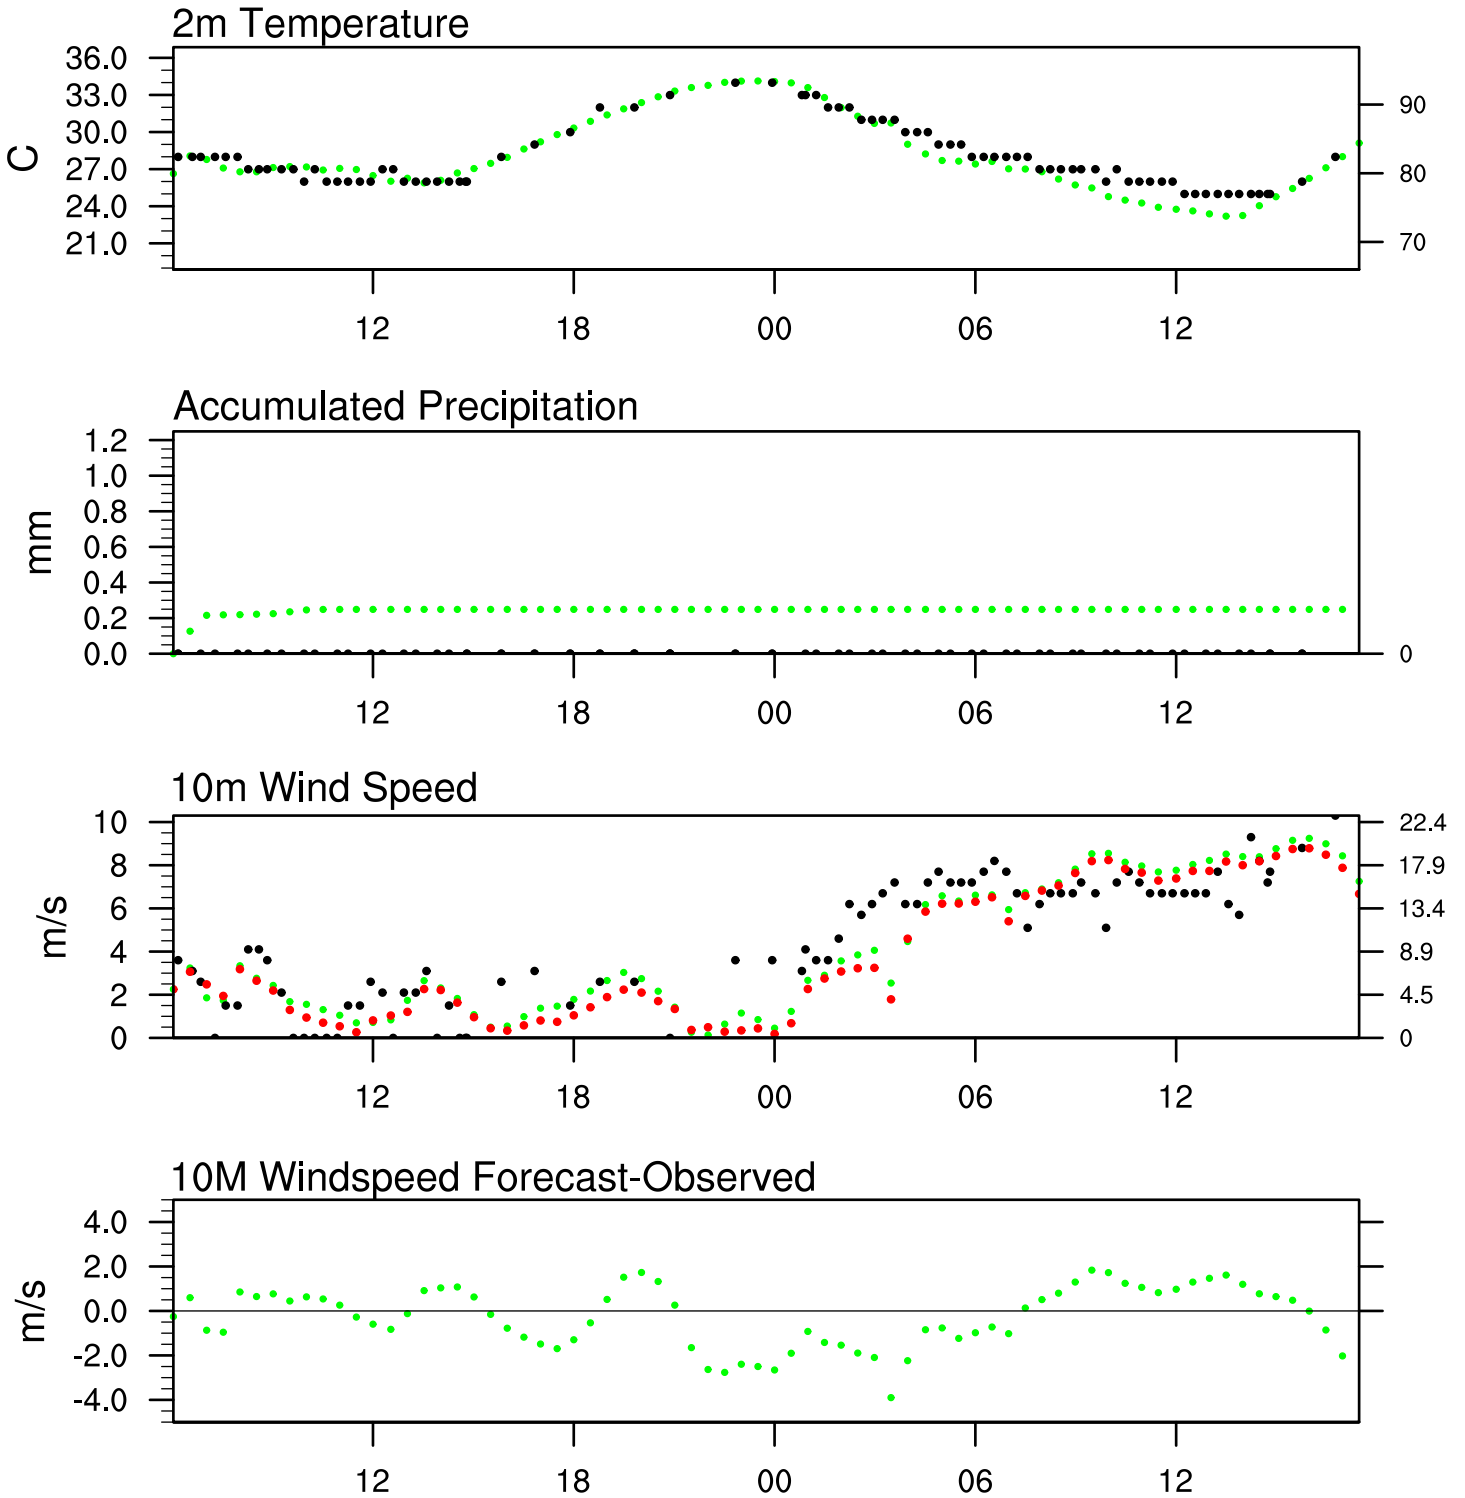 2m Temperature
36.0
33.0
30.0
27.0
24.0
21.0
C
90
80
70
12 18 00 06 12
Accumulated Precipitation
1.2
1.0
0.8
0.6
0.4
0.2
0.0
mm
0
12 18 00 06 12
10m Wind Speed
10
8
6
4
2
0
m/s
22.4
17.9
13.4
8.9
4.5
0
12 18 00 06 12
10M Windspeed Forecast-Observed
4.0
2.0
0.0
-2.0
-4.0
m/s
12 18 00 06 12